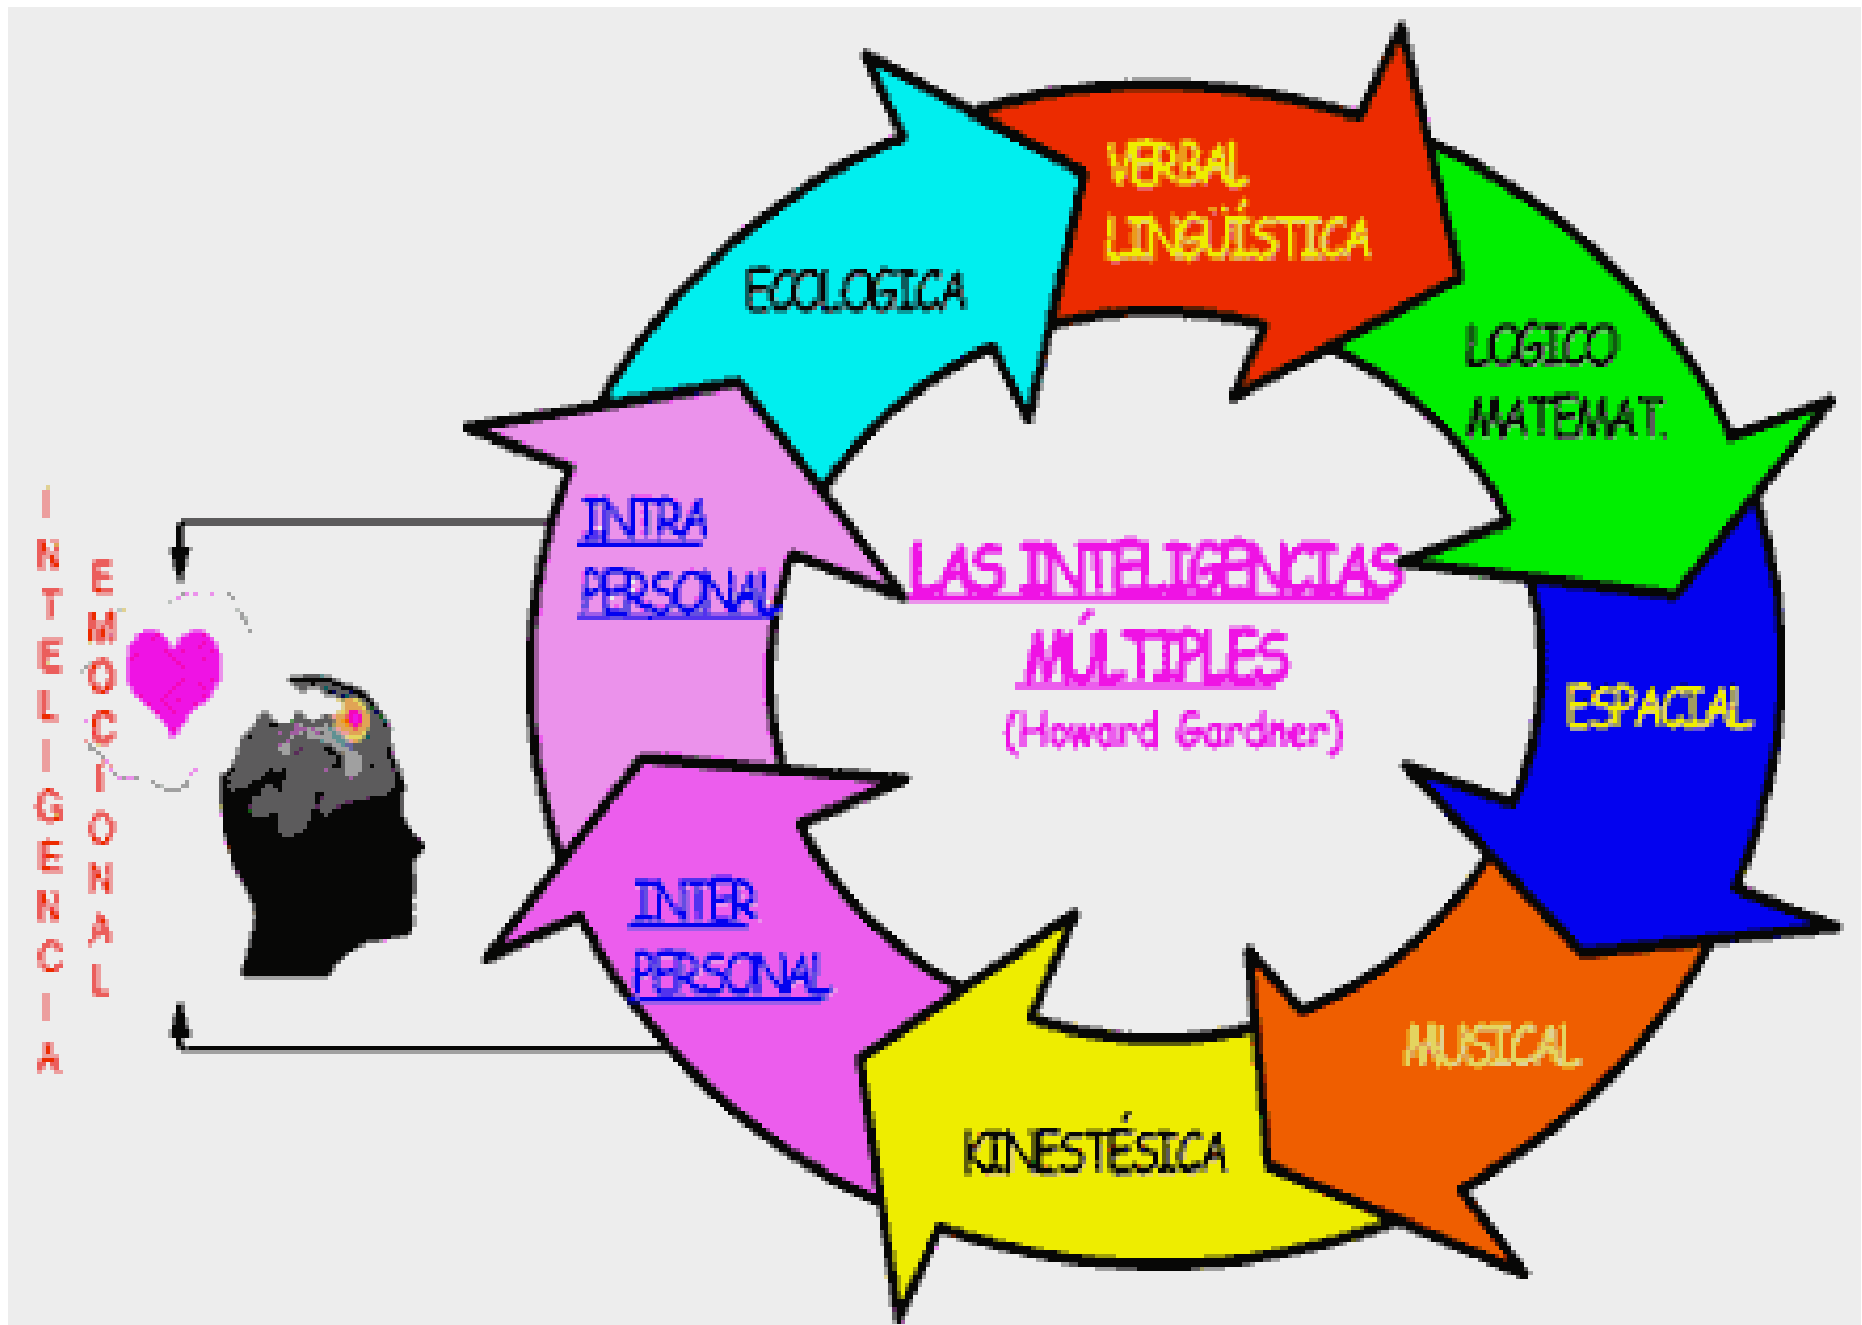 VERBAL
LINGÜÍSTICA
LOGICO
MATEMAT.
ESPACIAL
MUSICAL
KINESTÉSICA
INTER
PERSONAL
INTRA
PERSONAL
ECOLOGICA
LAS INTELIGENCIAS
MÚLTIPLES
(Howard Gardner)
INTELIGENCIA
EMOCIONAL